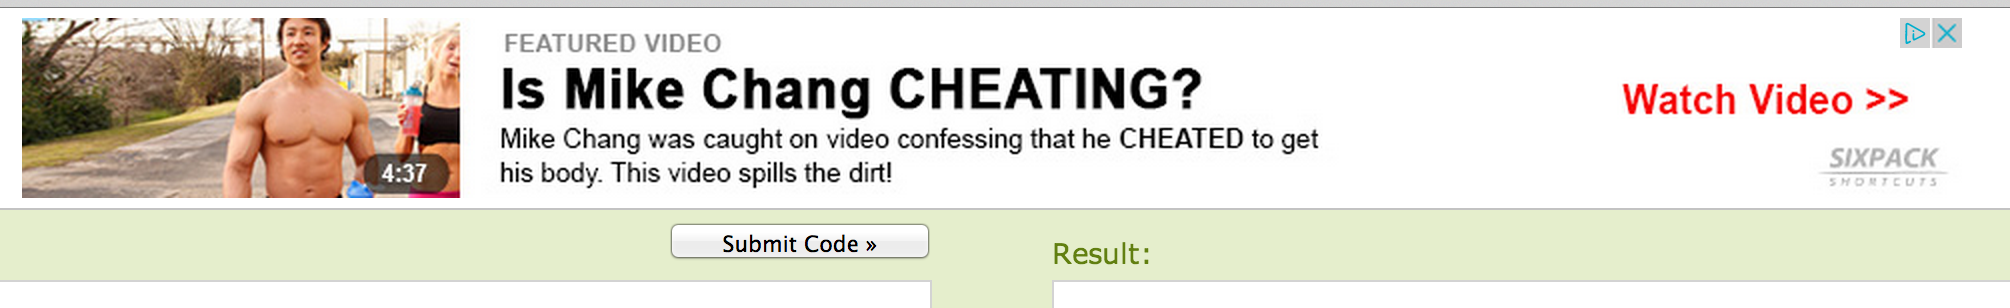 FEATURED VIDEO
Is Mike Chang CHEATING?
Mike Chang was caught on video confessing that he CHEATED to get
his body. This video spills the dirt!
4:37
Watch Video >>
SIXPACK
SHORTCUTS
Submit Code »
Result: